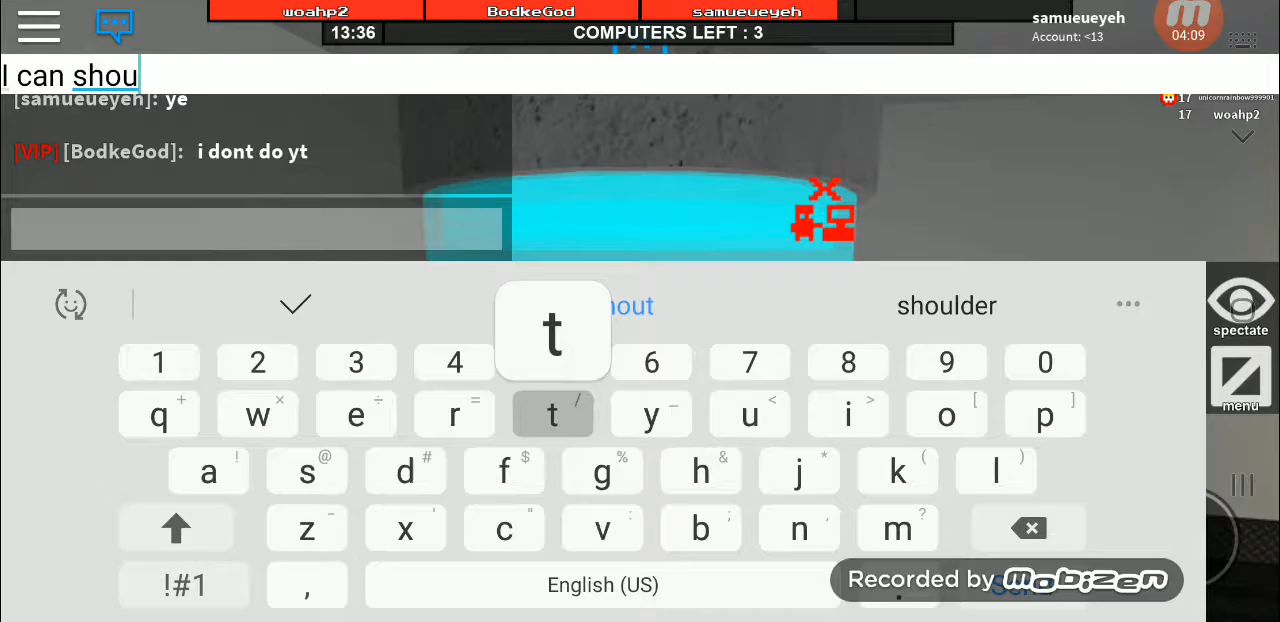 woahp2 BodkeGod samueueyeh
13:36 COMPUTERS LEFT : 3
samueueyeh
Account: <13
04:09
I can shou
[samueueyeh]: ye
[VIP] [BodkeGod]: i dont do yt
17 unicornrainbow999901
17 woahp2
hout shoulder
t
1 2 3 4 6 7 8 9 0
q + w × e ÷ r = t / y _ u < i > o [ p ]
a ! s @ d # f $ g % h & j * k ( l )
z - x ' c " v : b ; n , m ?
!#1 , English (US) .
spectate
menu
Recorded by mobizen